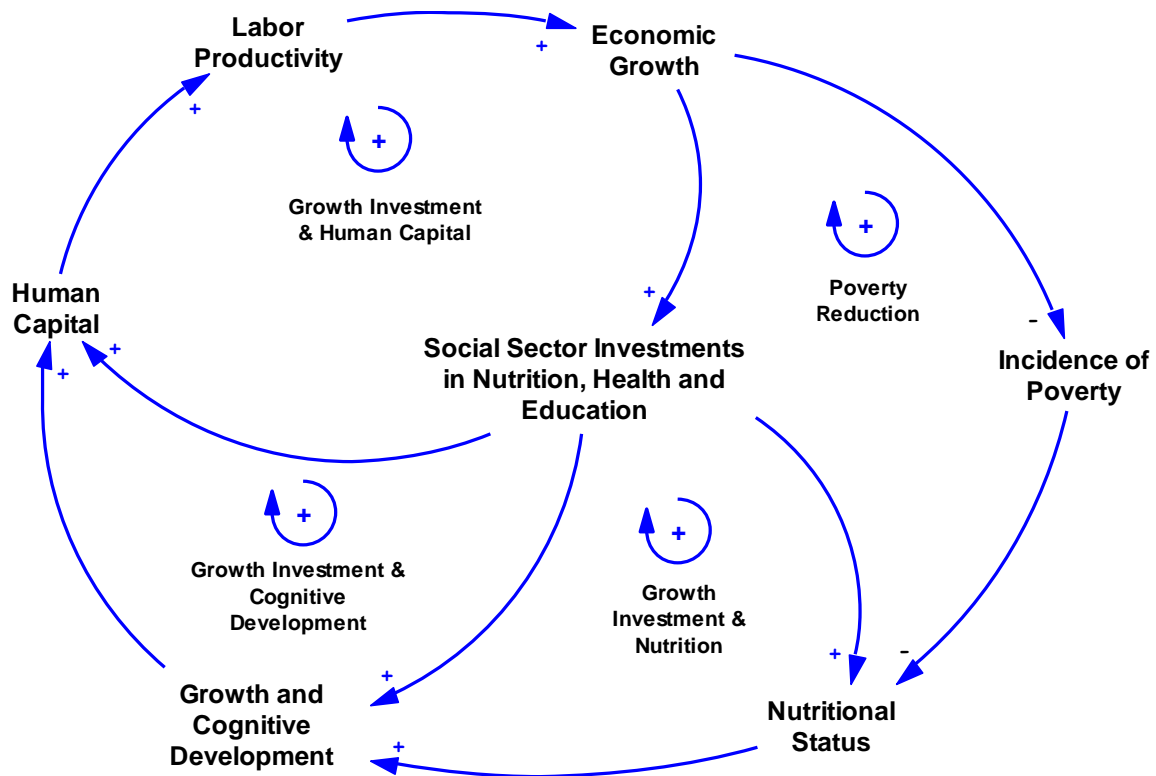 Labor
Productivity
+
Economic
Growth
+
+
Growth Investment
& Human Capital
+
Poverty
Reduction
Human
Capital
+
+
+
–
Social Sector Investments
in Nutrition, Health and
Education
Incidence of
Poverty
+
Growth Investment &
Cognitive
Development
+
Growth
Investment &
Nutrition
+
–
+
Growth and
Cognitive
Development
+
Nutritional
Status